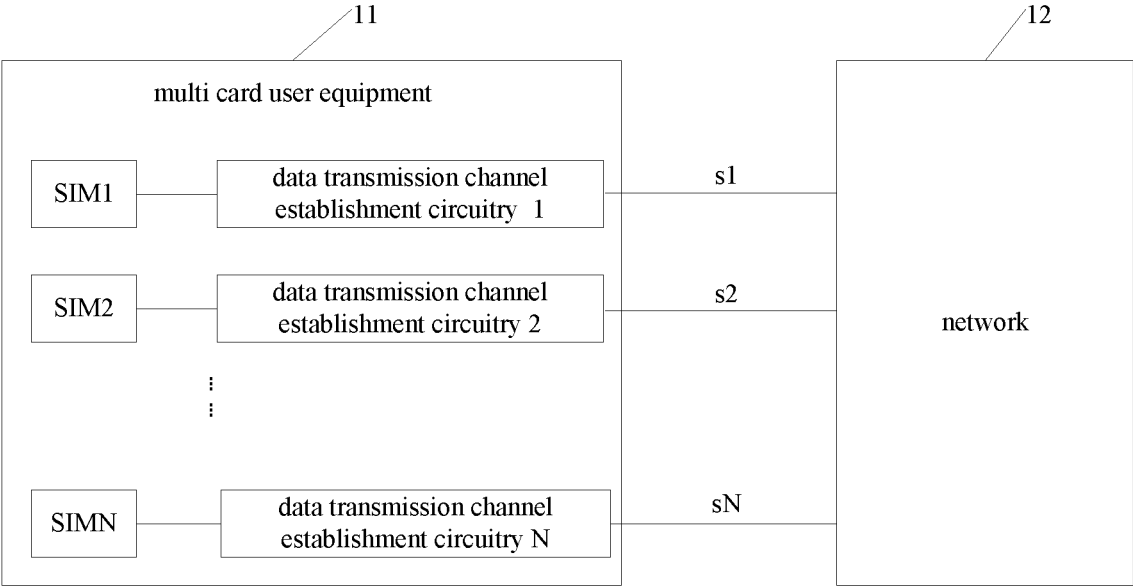 11
12
multi card user equipment
SIM1
data transmission channel
establishment circuitry 1
s1
SIM2
data transmission channel
establishment circuitry 2
s2
network
SIMN
data transmission channel
establishment circuitry N
sN